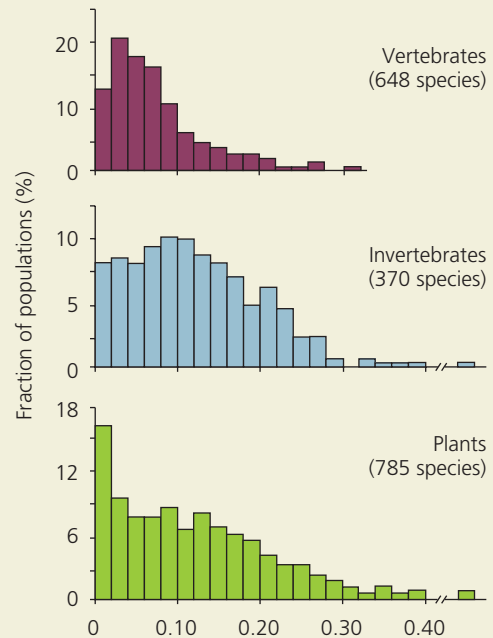 Fraction of populations (%)
20
10
0
Vertebrates
(648 species)
10
5
0
Invertebrates
(370 species)
18
12
6
0
Plants
(785 species)
0 0.10 0.20 0.30 0.40